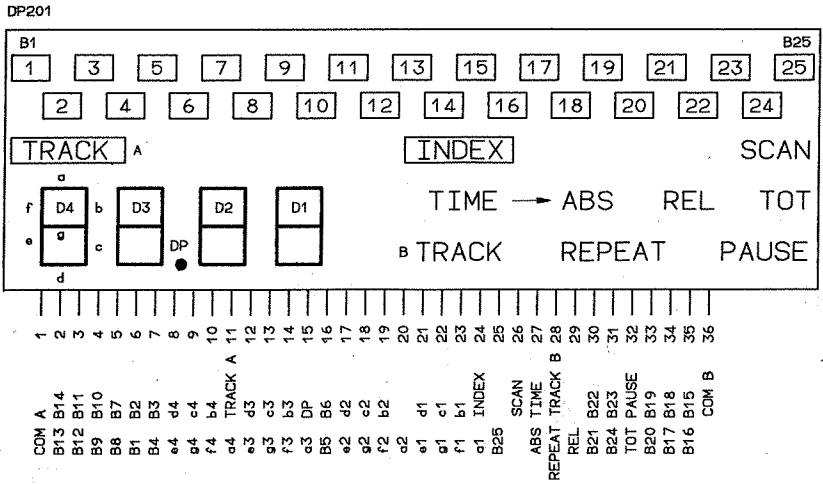 DP201
B1 B25
1 3 5 7 9 11 13 15 17 19 21 23 25
2 4 6 8 10 12 14 16 18 20 22 24
TRACK A INDEX SCAN
a
f D4 b D3 D2 D1 TIME → ABS REL TOT
e g c DP B TRACK REPEAT PAUSE
d
1 2 3 4 5 6 7 8 9 10 11 12 13 14 15 16 17 18 19 20 21 22 23 24 25 26 27 28 29 30 31 32 33 34 35 36
COM A
B13 B14
B12 B11
B9 B10
B8 B7
B1 B2
B4 B3
e4 d4
g4 c4
f4 b4
a4 TRACK A
e3 d3
g3 c3
f3 b3
a3 DP
B5 B6
e2 d2
g2 c2
f2 b2
a2
e1 d1
g1 c1
f1 b1
a1 INDEX
B25
SCAN
ABS TIME
REPEAT TRACK B
REL
B21 B22
B24 B23
TOT PAUSE
B20 B19
B17 B18
B16 B15
COM B